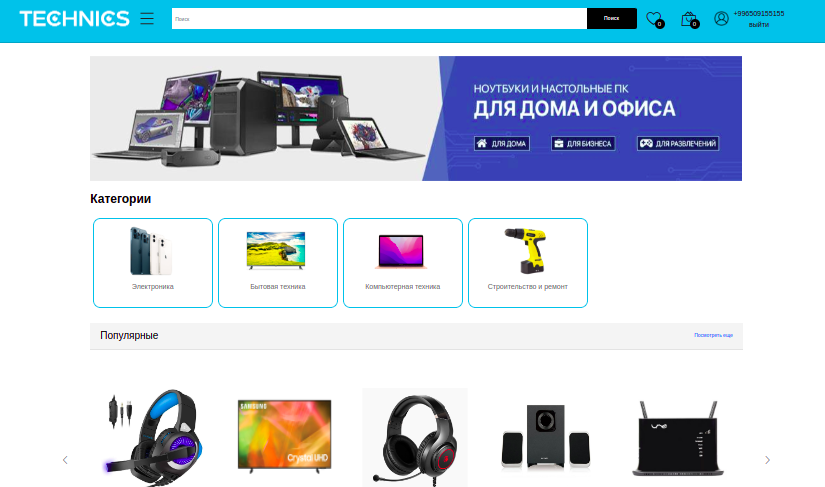 TECHNICS
Поиск
Поиск
0
0
+996509155155
выйти
НОУТБУКИ И НАСТОЛЬНЫЕ ПК
ДЛЯ ДОМА И ОФИСА
ДЛЯ ДОМА
ДЛЯ БИЗНЕСА
ДЛЯ РАЗВЛЕЧЕНИЙ
Категории
Электроника
Бытовая техника
Компьютерная техника
Строительство и ремонт
Популярные
Посмотреть еще
SAMSUNG
Crystal UHD
une